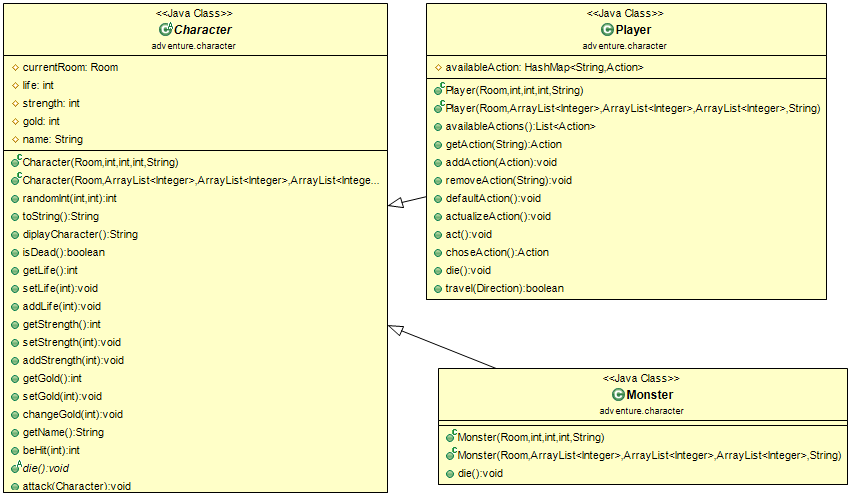 <<Java Class>>
Character
adventure.character
currentRoom: Room
life: int
strength: int
gold: int
name: String
Character(Room,int,int,int,String)
Character(Room,ArrayList<Integer>,ArrayList<Integer>,ArrayList<Intege...
randomInt(int,int):int
toString():String
diplayCharacter():String
isDead():boolean
getLife():int
setLife(int):void
addLife(int):void
getStrength():int
setStrength(int):void
addStrength(int):void
getGold():int
setGold(int):void
changeGold(int):void
getName():String
beHit(int):int
die():void
attack(Character):void
<<Java Class>>
Player
adventure.character
availableAction: HashMap<String,Action>
Player(Room,int,int,int,String)
Player(Room,ArrayList<Integer>,ArrayList<Integer>,ArrayList<Integer>,String)
availableActions():List<Action>
getAction(String):Action
addAction(Action):void
removeAction(String):void
defaultAction():void
actualizeAction():void
act():void
choseAction():Action
die():void
travel(Direction):boolean
<<Java Class>>
Monster
adventure.character
Monster(Room,int,int,int,String)
Monster(Room,ArrayList<Integer>,ArrayList<Integer>,ArrayList<Integer>,String)
die():void